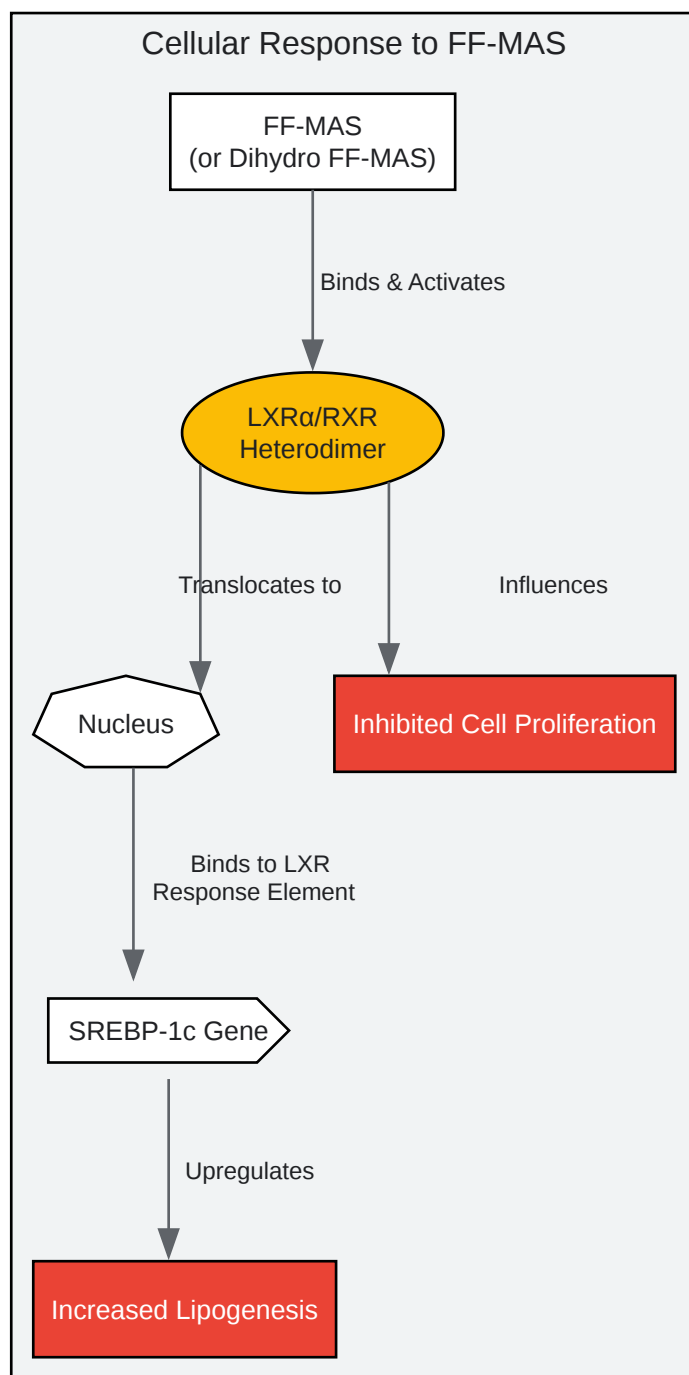 Cellular Response to FF-MAS
FF-MAS
(or Dihydro FF-MAS)
Binds & Activates
LXRα/RXR
Heterodimer
Translocates to
Influences
Nucleus
Inhibited Cell Proliferation
Binds to LXR
Response Element
SREBP-1c Gene
Upregulates
Increased Lipogenesis